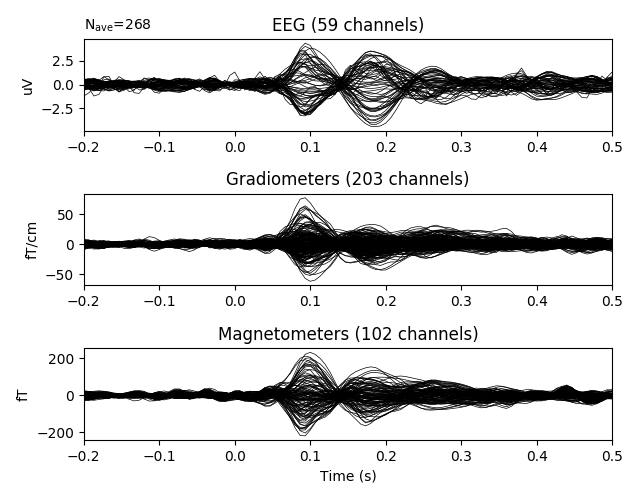 N_ave=268
EEG (59 channels)
2.5
0.0
−2.5
uV
−0.2 −0.1 0.0 0.1 0.2 0.3 0.4 0.5
Gradiometers (203 channels)
50
0
−50
fT/cm
−0.2 −0.1 0.0 0.1 0.2 0.3 0.4 0.5
Magnetometers (102 channels)
200
0
−200
fT
−0.2 −0.1 0.0 0.1 0.2 0.3 0.4 0.5
Time (s)